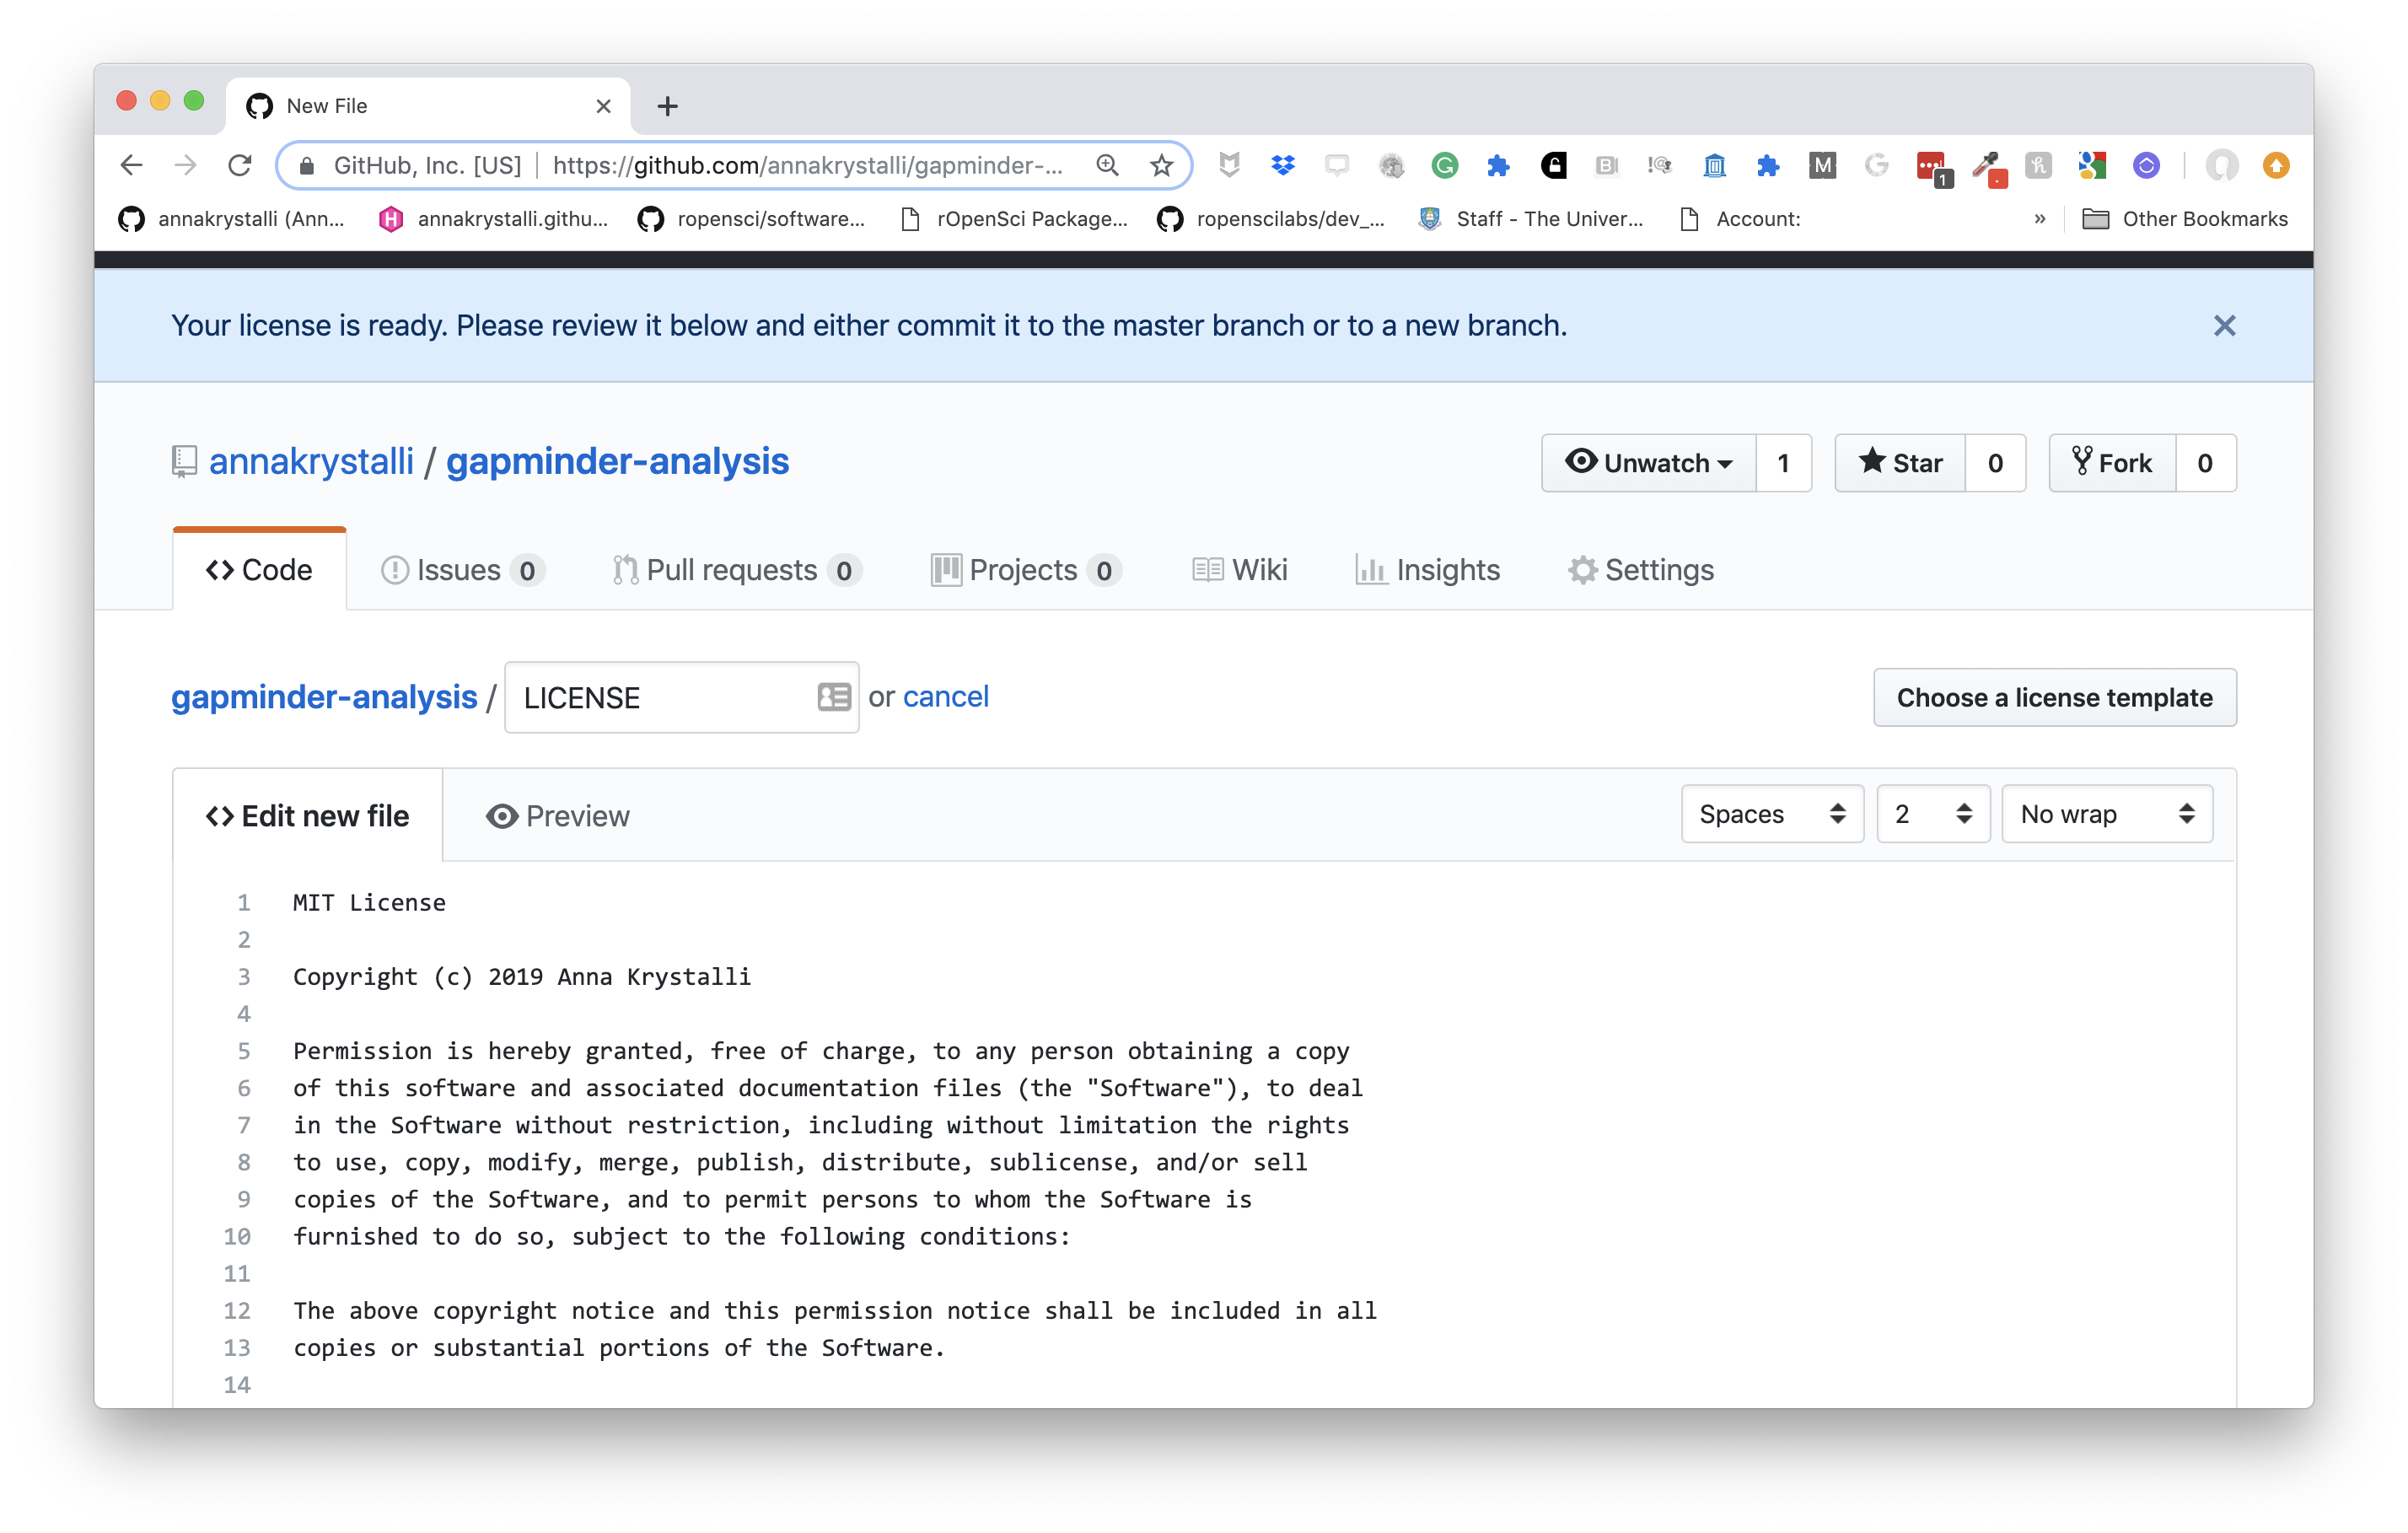 New File
GitHub, Inc. [US] | https://github.com/annakrystalli/gapminder-...
1
annakrystalli (Ann... annakrystalli.githu... ropensci/software... rOpenSci Package... ropenscilabs/dev_... Staff - The Univer... Account: » Other Bookmarks
Your license is ready. Please review it below and either commit it to the master branch or to a new branch.
annakrystalli / gapminder-analysis Unwatch 1 Star 0 Fork 0
Code Issues 0 Pull requests 0 Projects 0 Wiki Insights Settings
gapminder-analysis / LICENSE or cancel Choose a license template
Edit new file Preview Spaces 2 No wrap
1 MIT License
2
3 Copyright (c) 2019 Anna Krystalli
4
5 Permission is hereby granted, free of charge, to any person obtaining a copy
6 of this software and associated documentation files (the "Software"), to deal
7 in the Software without restriction, including without limitation the rights
8 to use, copy, modify, merge, publish, distribute, sublicense, and/or sell
9 copies of the Software, and to permit persons to whom the Software is
10 furnished to do so, subject to the following conditions:
11
12 The above copyright notice and this permission notice shall be included in all
13 copies or substantial portions of the Software.
14